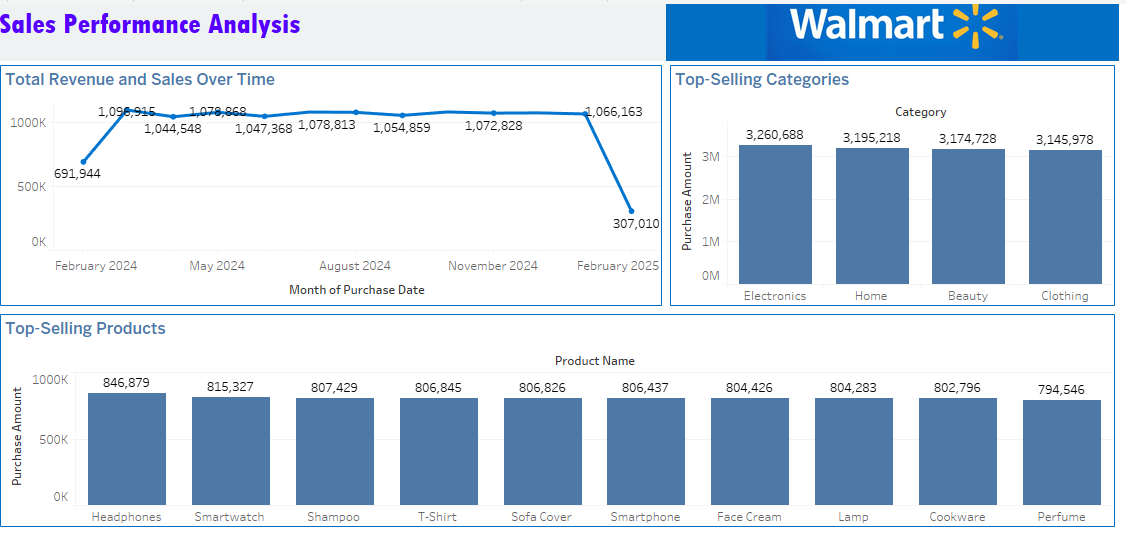 Sales Performance Analysis
Walmart
Total Revenue and Sales Over Time
1,096,915 1,078,868 1,066,163
1000K
1,044,548 1,047,368 1,078,813 1,054,859 1,072,828
691,944
500K
307,010
0K
February 2024 May 2024 August 2024 November 2024 February 2025
Month of Purchase Date
Top-Selling Categories
Category
3,260,688 3,195,218 3,174,728 3,145,978
Purchase Amount
3M
2M
1M
0M
Electronics Home Beauty Clothing
Top-Selling Products
Product Name
846,879 815,327 807,429 806,845 806,826 806,437 804,426 804,283 802,796 794,546
Purchase Amount
1000K
500K
0K
Headphones Smartwatch Shampoo T-Shirt Sofa Cover Smartphone Face Cream Lamp Cookware Perfume